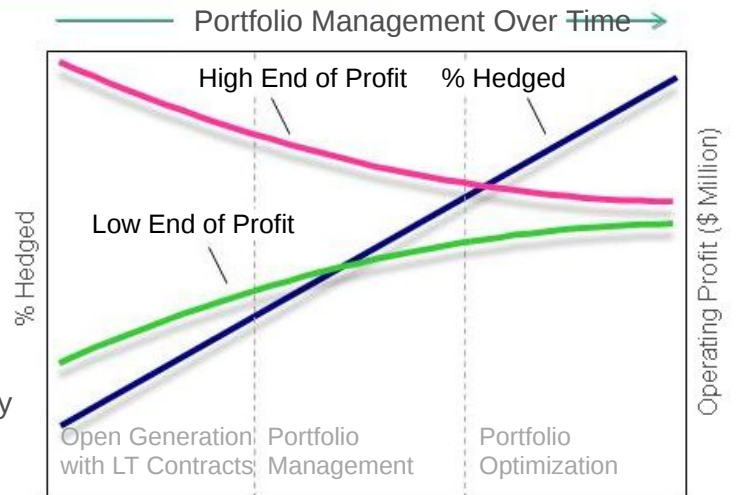 Portfolio Management Over Time
High End of Profit
% Hedged
Low End of Profit
% Hedged
Operating Profit ($ Million)
y
Open Generation
with LT Contracts
Portfolio
Management
Portfolio
Optimization